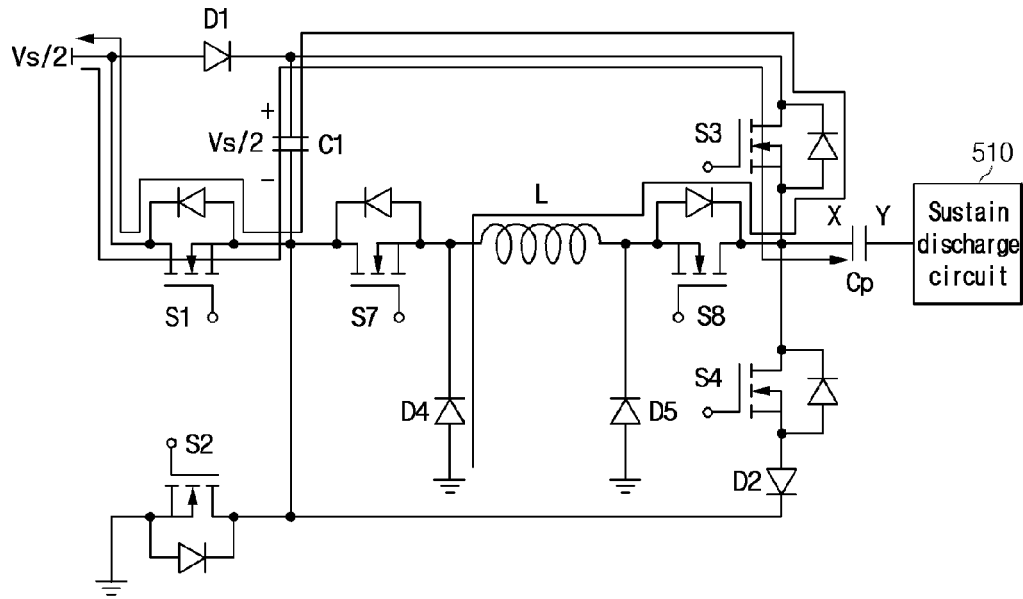 D1
Vs/2
+
Vs/2 C1
−
S3
510
L
X Y
Sustain
discharge
circuit
Cp
S1 S7 S8
S4
D4 D5
S2
D2